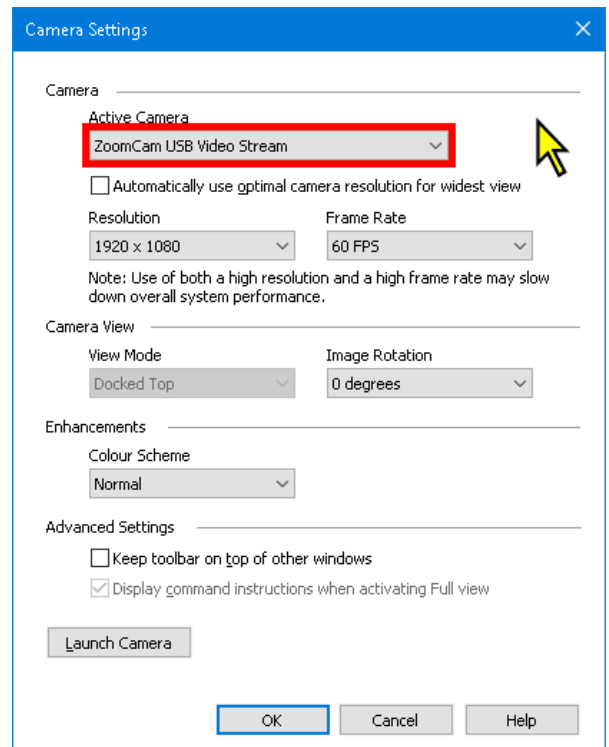 Camera Settings
Camera
Active Camera
ZoomCam USB Video Stream
Automatically use optimal camera resolution for widest view
Resolution Frame Rate
1920 x 1080 60 FPS
Note: Use of both a high resolution and a high frame rate may slow
down overall system performance.
Camera View
View Mode Image Rotation
Docked Top 0 degrees
Enhancements
Colour Scheme
Normal
Advanced Settings
Keep toolbar on top of other windows
Display command instructions when activating Full view
Launch Camera
OK Cancel Help